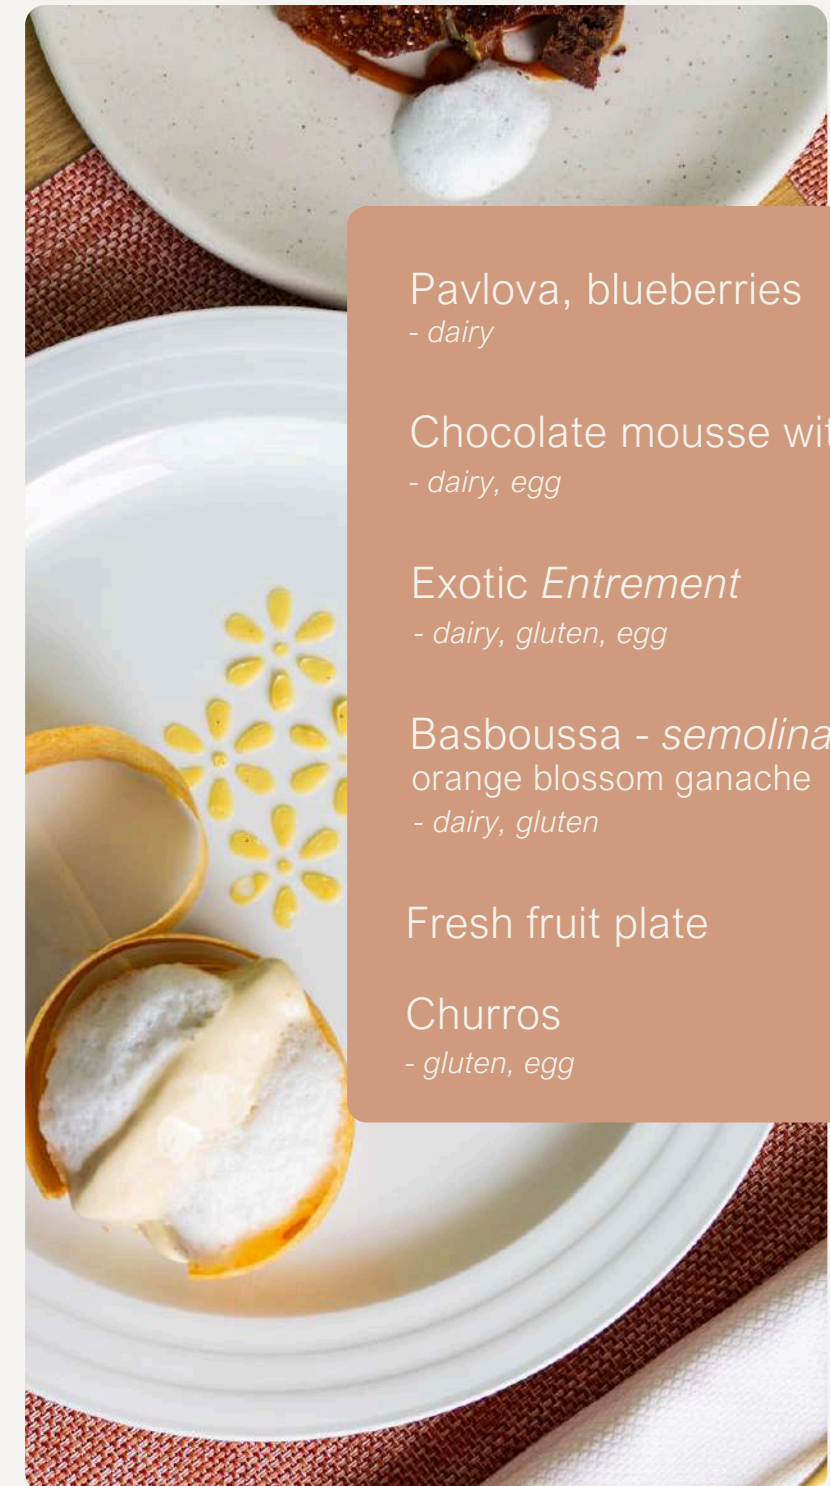 Pavlova, blueberries
- dairy
Chocolate mousse
- dairy, egg
Exotic Entrement
- dairy, gluten, egg
Basboussa - semolina
orange blossom ganache
- dairy, gluten
Fresh fruit plate
Churros
- gluten, egg